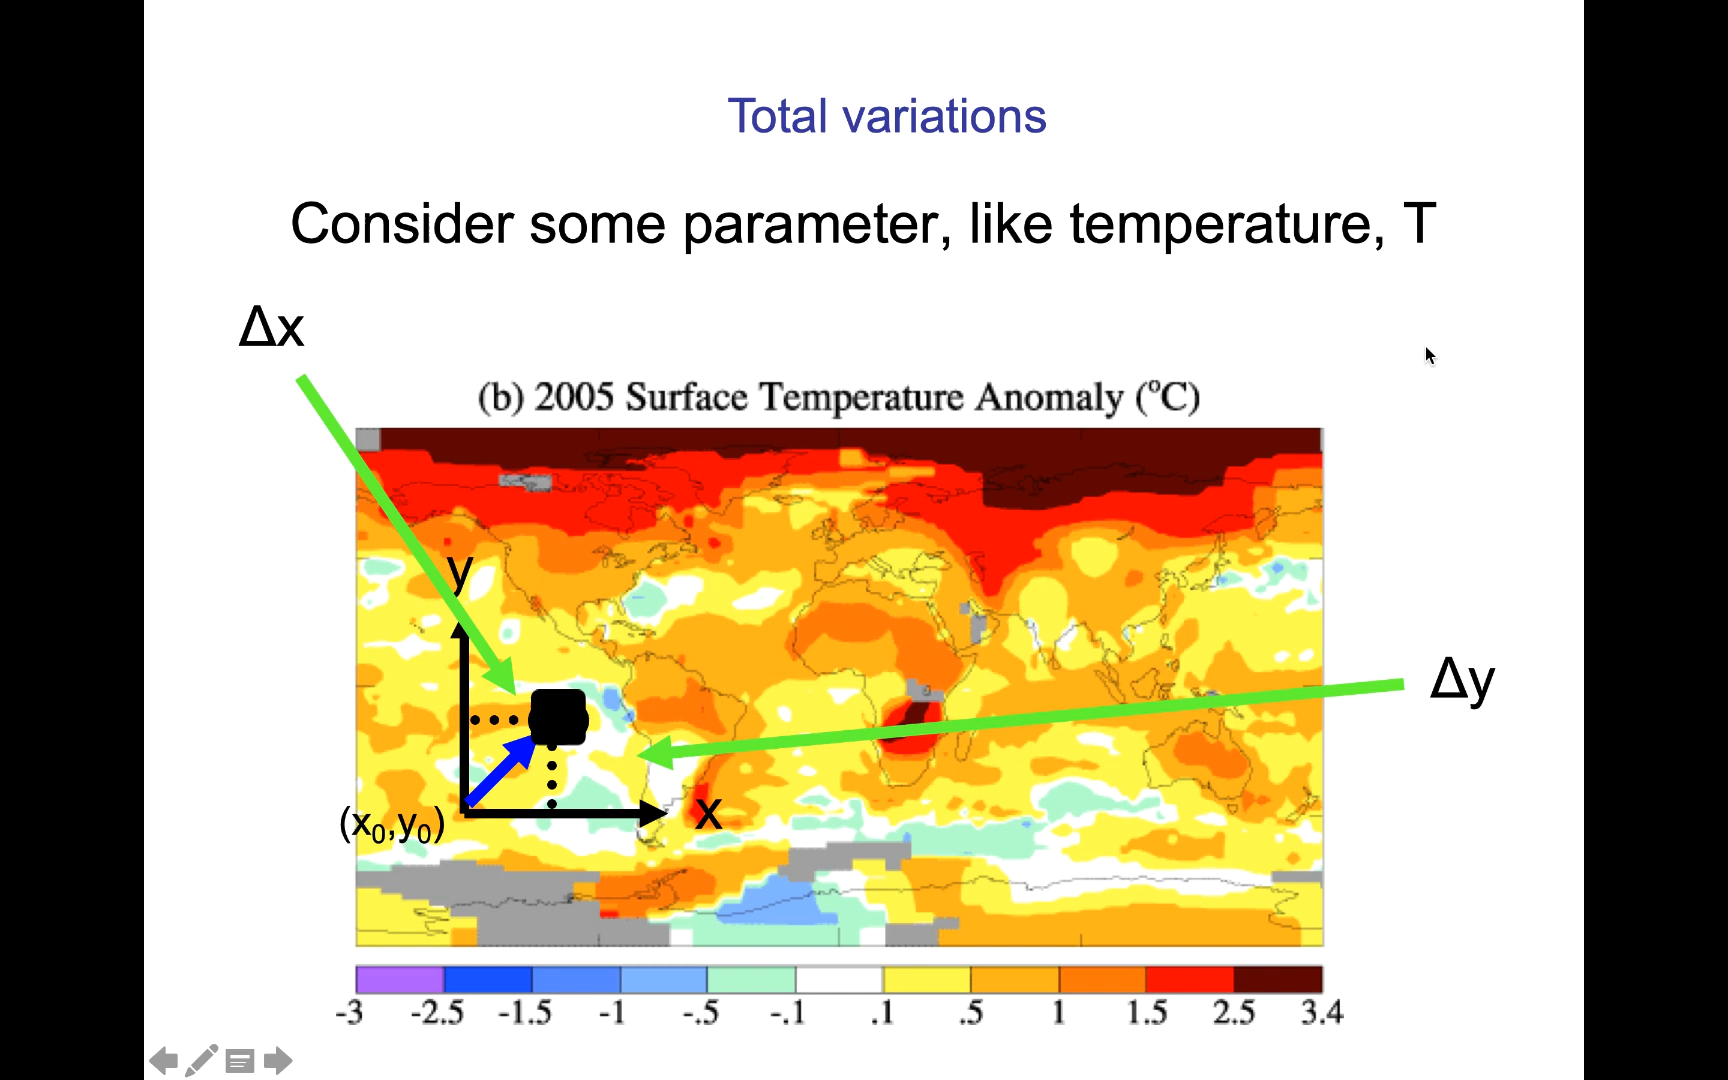 Total variations
Consider some parameter, like temperature, T
Δx
(b) 2005 Surface Temperature Anomaly (°C)
y
Δy
(x₀,y₀)
x
-3 -2.5 -1.5 -1 -.5 -.1 .1 .5 1 1.5 2.5 3.4